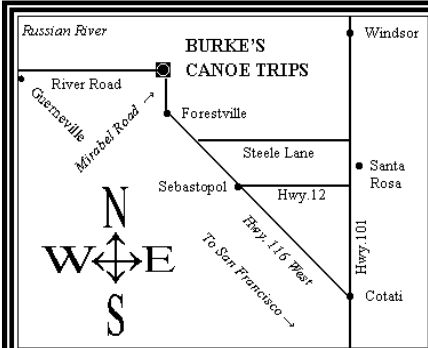 Russian River
Windsor
BURKE'S
CANOE TRIPS
River Road
Guerneville
Mirabel Road →
Forestville
Steele Lane
Santa
Rosa
Sebastopol
Hwy.12
N
W E
S
Hwy. 116 West
Hwy.101
To San Francisco →
Cotati